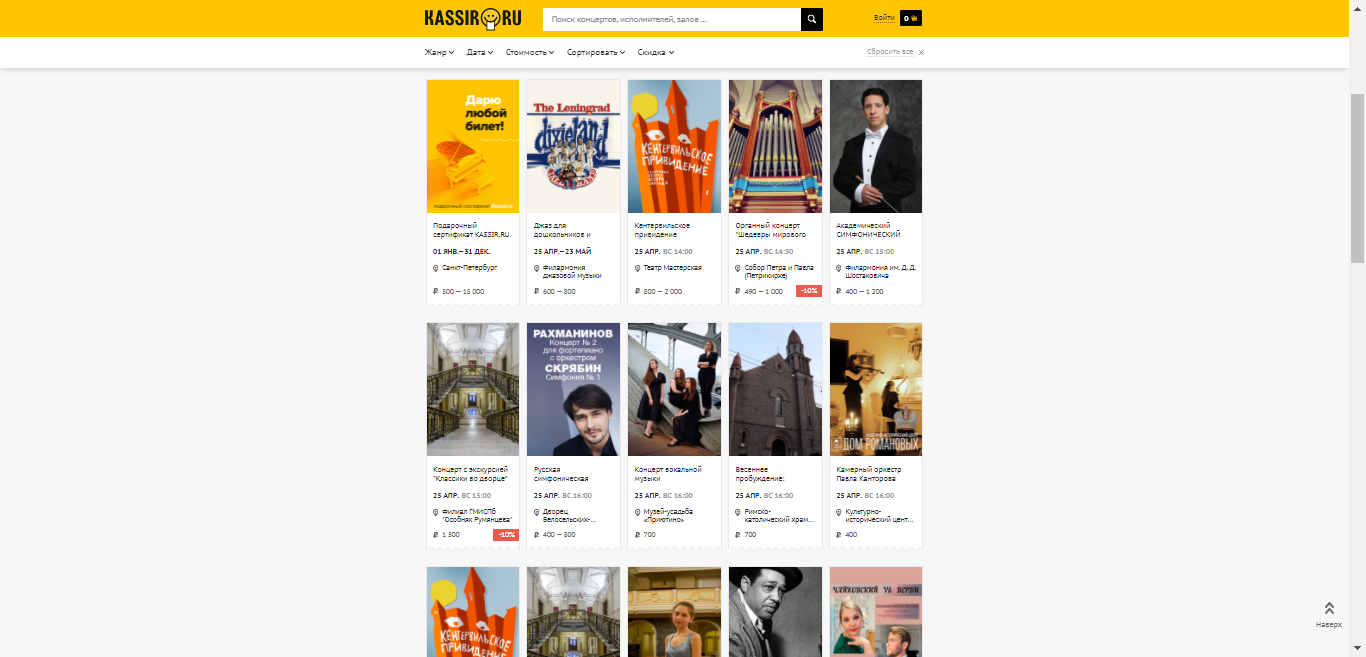 KASSIR RU
Поиск концертов, исполнителей, залов ...
Войти
0
Жанр
Дата
Стоимость
Сортировать
Скидка
Сбросить все
Дарю
любой
билет!
The Leningrad
dixieland
КЕНТЕРВИЛЬСКОЕ
ПРИВИДЕНИЕ
Подарочный
сертификат KASSIR.RU
01 ЯНВ.—31 ДЕК.
Санкт-Петербург
500 — 15 000
Джаз для
дошкольников и
25 АПР.—23 МАЙ
Филармония
джазовой музыки
600 — 800
Кентервильское
привидение
25 АПР. ВС 14:00
Театр Мастерская
800 — 2 000
Органный концерт
"Шедевры мирового
25 АПР. ВС 14:30
Собор Петра и Павла
(Петрикирхе)
490 — 1 000
-10%
Академический
СИМФОНИЧЕСКИЙ
25 АПР. ВС 15:00
Филармония им. Д. Д.
Шостаковича
400 — 1 200
РАХМАНИНОВ
Концерт № 2
для фортепиано
с оркестром
СКРЯБИН
Симфония № 1
ДОМ РОМАНОВЫХ
Концерт с экскурсией
"Классики во дворце"
25 АПР. ВС 15:00
Филиал ГМИСПб
"Особняк Румянцева"
1 500
-10%
Русская
симфоническая
25 АПР. ВС 16:00
Дворец
Белосельских-...
400 — 800
Концерт вокальной
музыки
25 АПР. ВС 16:00
Музей-усадьба
«Приютино»
700
Весеннее
пробуждение:
25 АПР. ВС 16:00
Римско-
католический храм...
700
Камерный оркестр
Павла Канторова
25 АПР. ВС 16:00
Культурно-
исторический цент...
400
КЕНТЕРВИЛЬСКОЕ
ПРИВИДЕНИЕ
ЧАЙКОВСКИЙ VS ВЕРДИ
Наверх